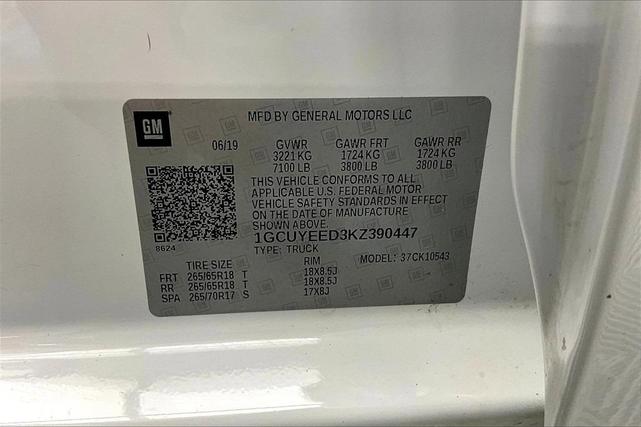 GM
MFD BY GENERAL MOTORS LLC
06/19 GVWR GAWR FRT GAWR RR
3221 KG 1724 KG 1724 KG
7100 LB 3800 LB 3800 LB
THIS VEHICLE CONFORMS TO ALL
APPLICABLE U.S. FEDERAL MOTOR
VEHICLE SAFETY STANDARDS IN EFFECT
ON THE DATE OF MANUFACTURE
SHOWN ABOVE.
1GCUYEED3KZ390447
8624
TYPE: TRUCK
MODEL: 37CK10543
TIRE SIZE RIM
FRT 265/65R18 T 18X8.5J
RR 265/65R18 T 18X8.5J
SPA 265/70R17 S 17X8J